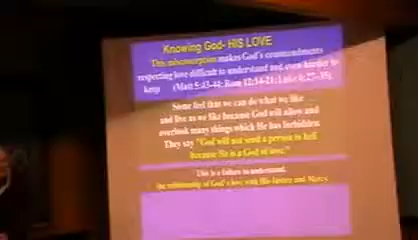 Knowing God- HIS LOVE
This misconception makes God's commandments
respecting love difficult to understand and even harder to
keep (Matt 5:43-44; Rom 12:14-21; Luke 6:27-35).
Some feel that we can do what we like
and live as we like because God will allow and
overlook many things which He has forbidden.
They say "God will not send a person to hell
because He is a God of love."
This is a failure to understand
the relationship of God's love with His Justice and Mercy